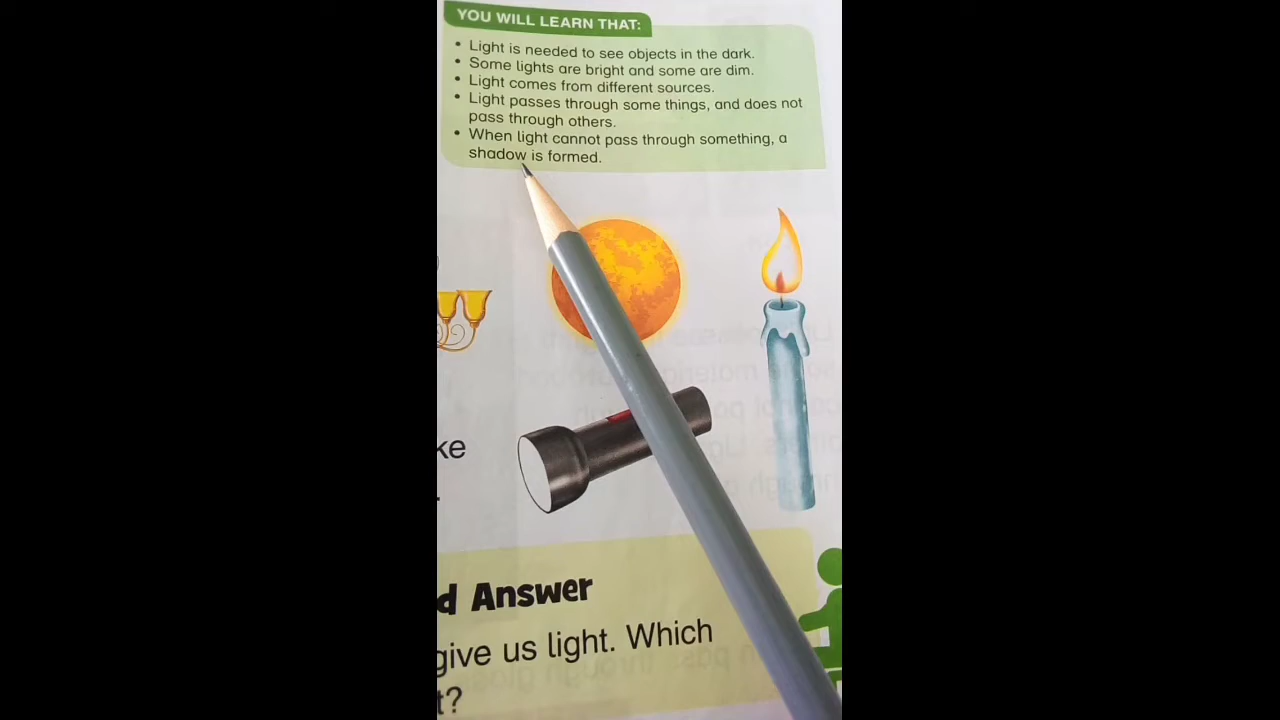 YOU WILL LEARN THAT:
• Light is needed to see objects in the dark.
• Some lights are bright and some are dim.
• Light comes from different sources.
• Light passes through some things, and does not
pass through others.
• When light cannot pass through something, a
shadow is formed.
ke
d Answer
give us light. Which
t?